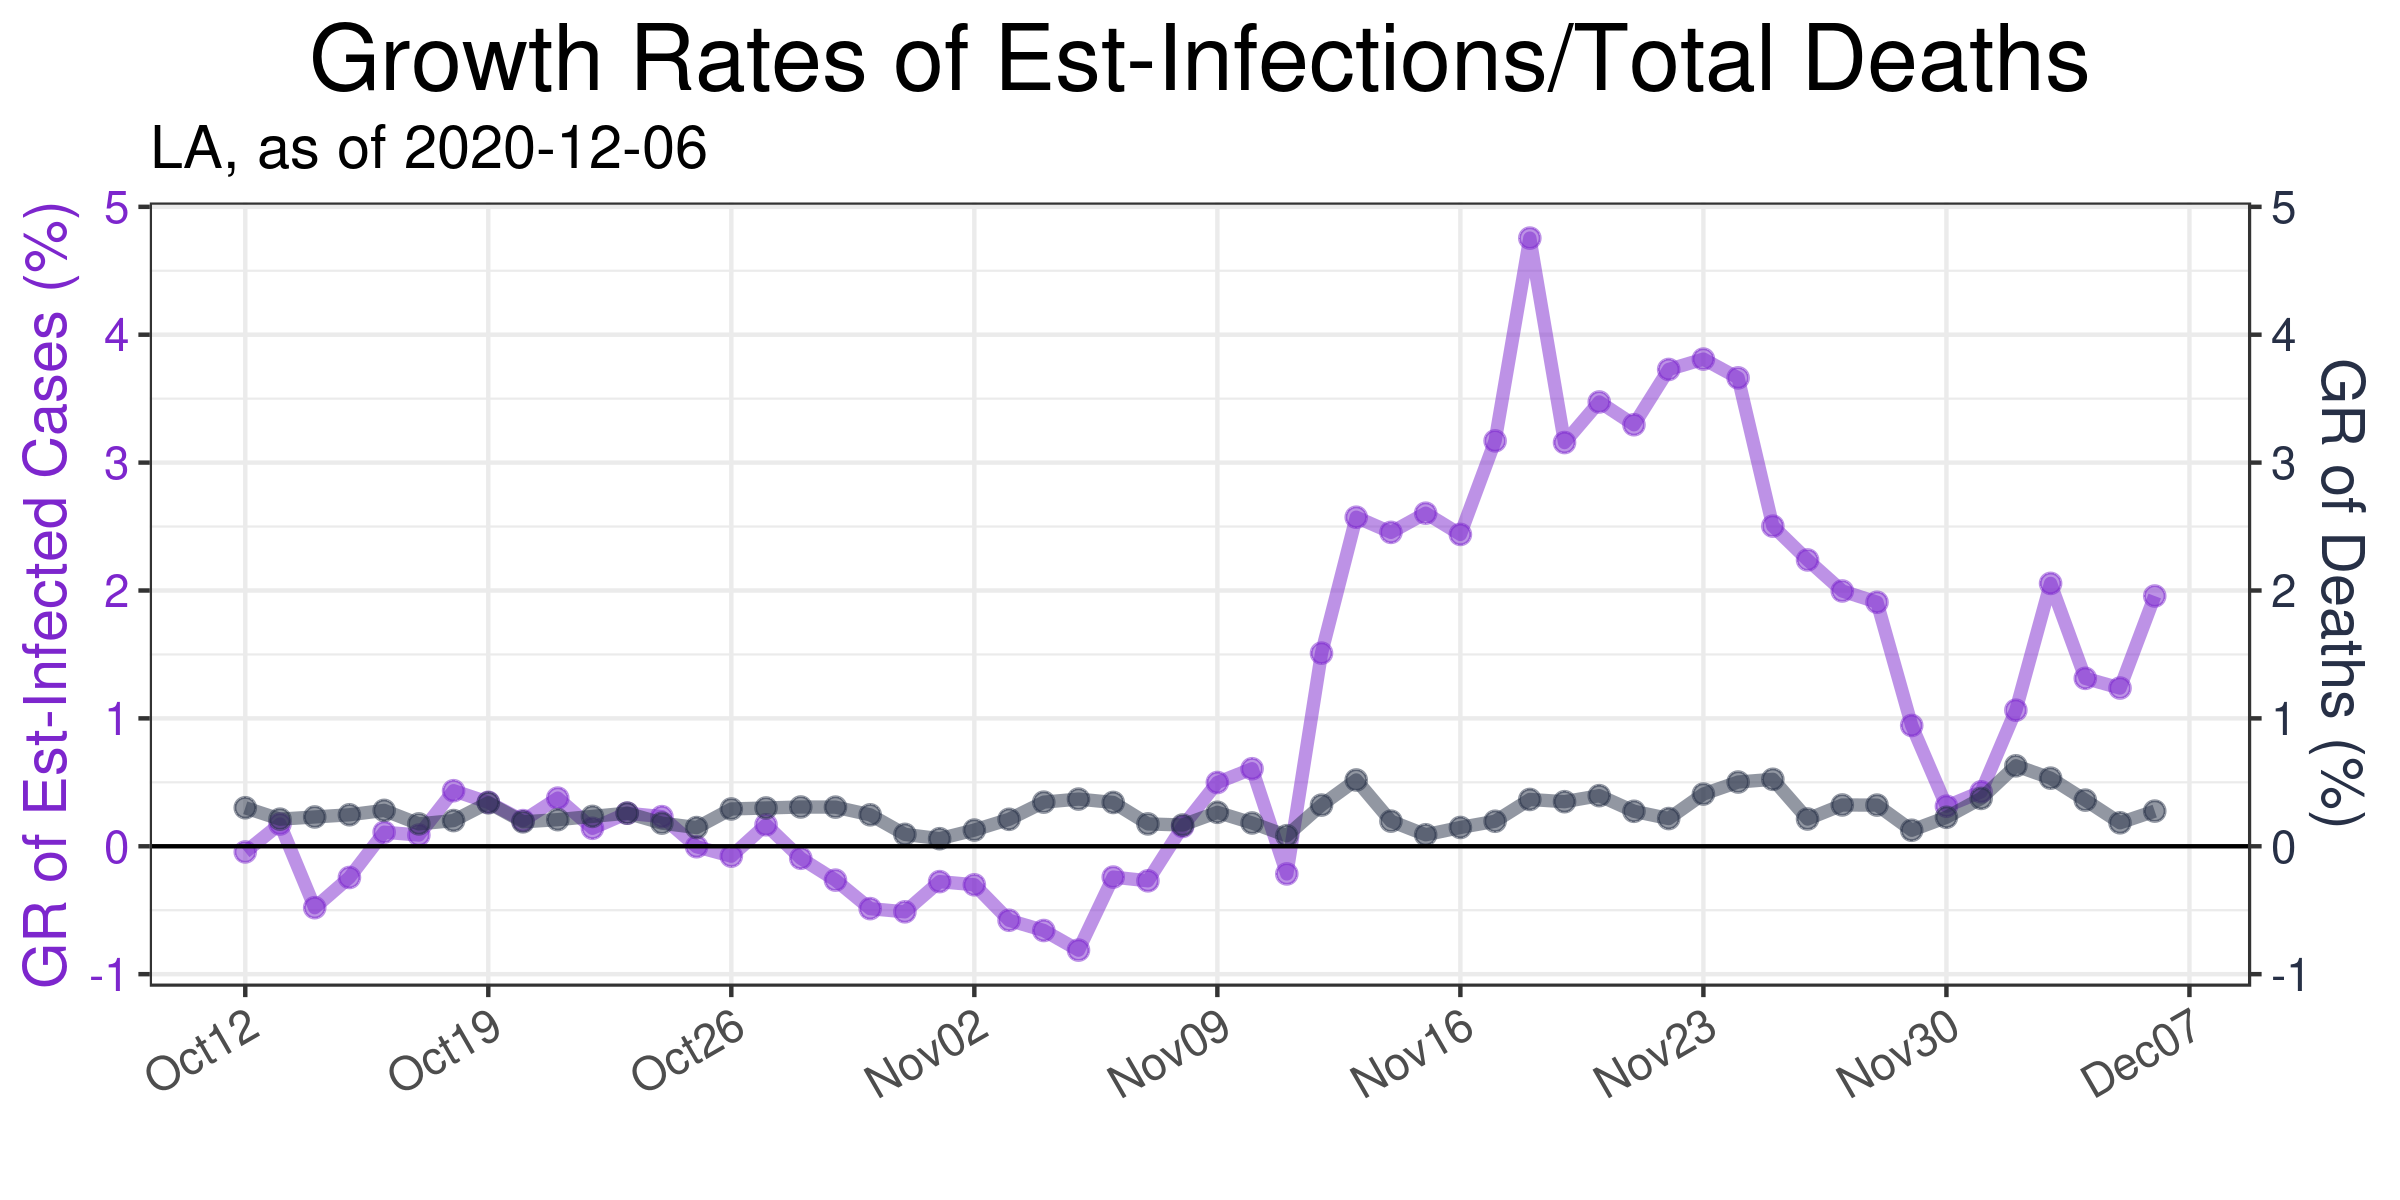 Growth Rates of Est-Infections/Total Deaths
LA, as of 2020-12-06
GR of Est-Infected Cases (%)
5
4
3
2
1
0
-1
5
4
3
2
1
0
-1
GR of Deaths (%)
Oct12
Oct19
Oct26
Nov02
Nov09
Nov16
Nov23
Nov30
Dec07